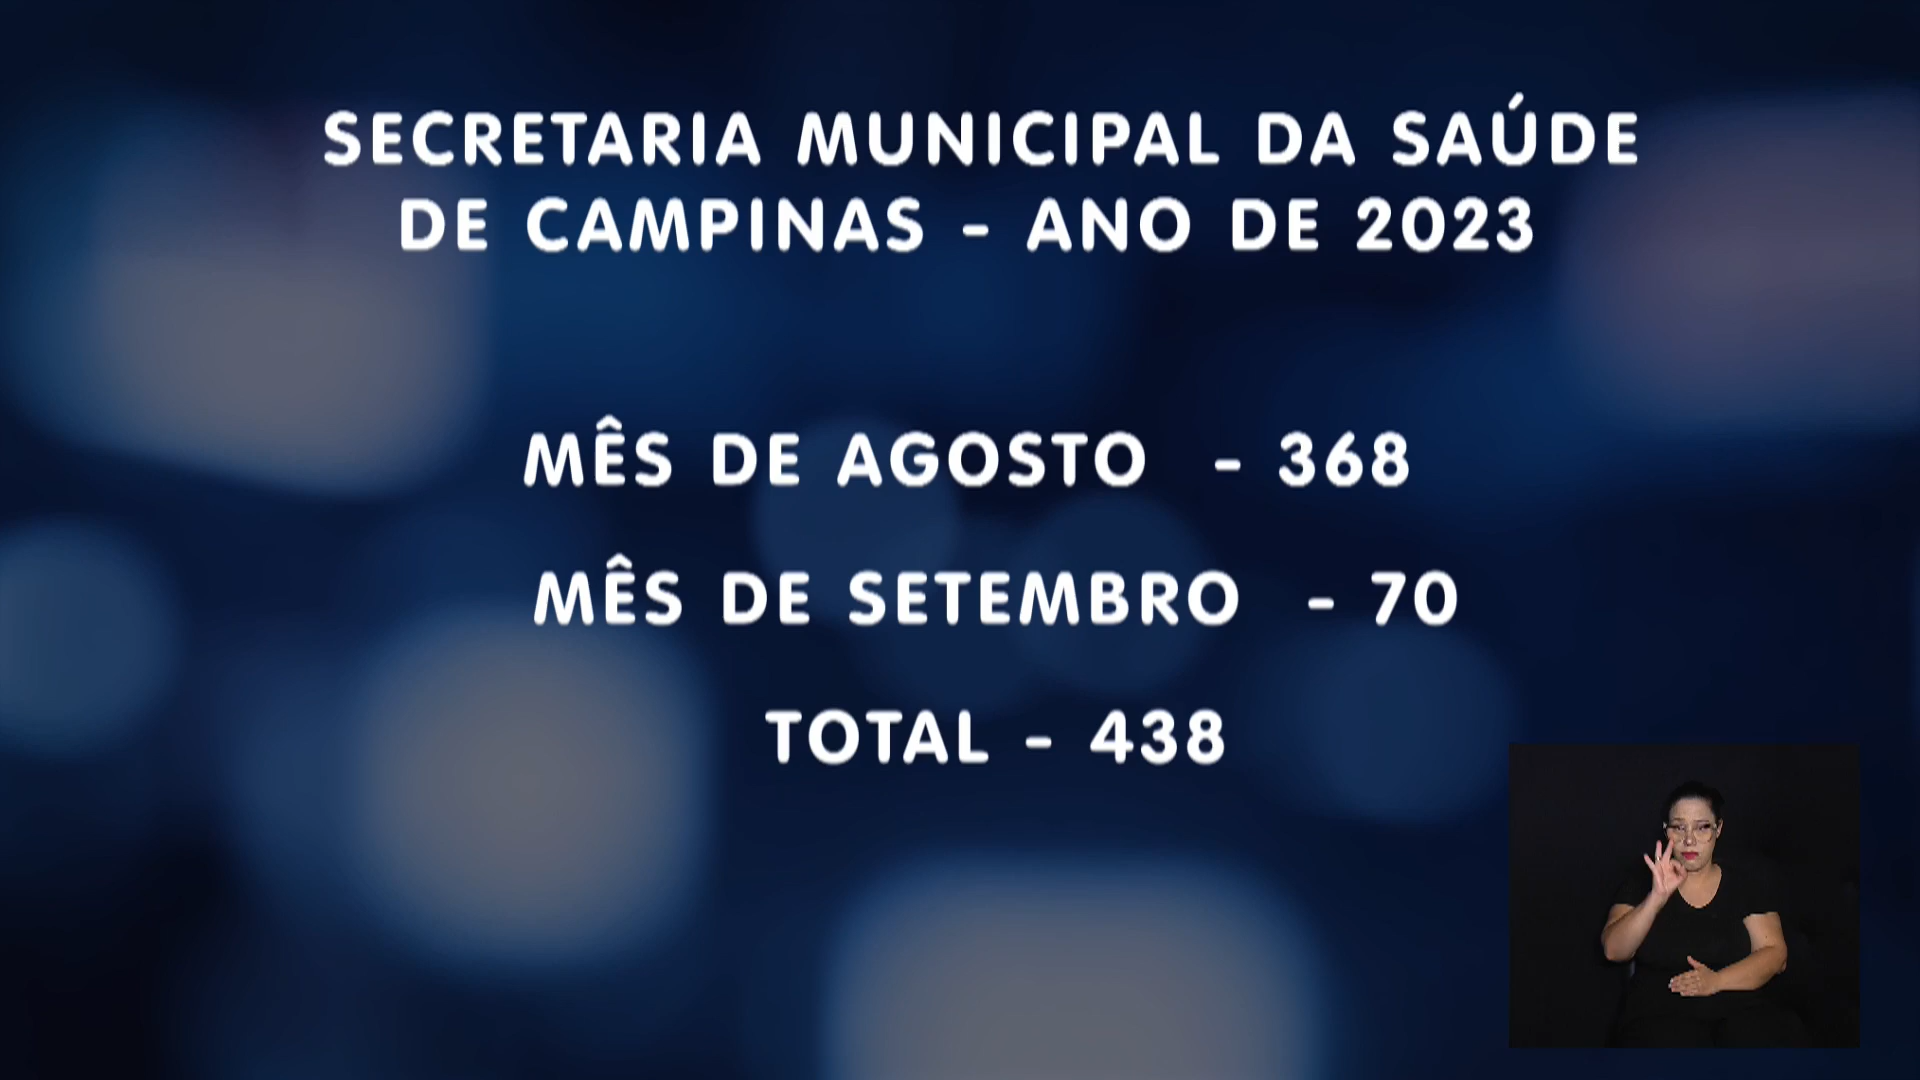 SECRETARIA MUNICIPAL DA SAÚDE
DE CAMPINAS - ANO DE 2023
MÊS DE AGOSTO - 368
MÊS DE SETEMBRO - 70
TOTAL - 438